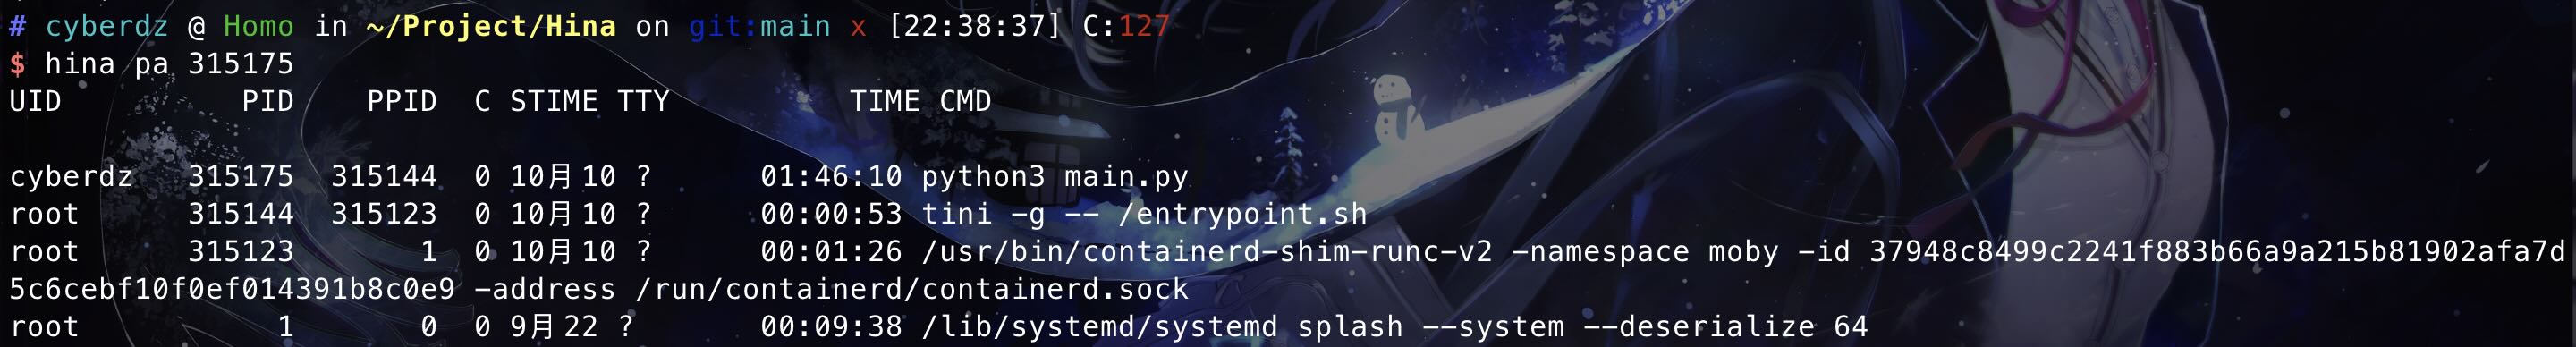 # cyberdz @ Homo in ~/Project/Hina on git:main x [22:38:37] C:127
$ hina pa 315175
UID          PID    PPID  C STIME TTY          TIME CMD
cyberdz   315175  315144  0 10月10 ?      01:46:10 python3 main.py
root      315144  315123  0 10月10 ?      00:00:53 tini -g -- /entrypoint.sh
root      315123       1  0 10月10 ?      00:01:26 /usr/bin/containerd-shim-runc-v2 -namespace moby -id 37948c8499c2241f883b66a9a215b81902afa7d
5c6cebf10f0ef014391b8c0e9 -address /run/containerd/containerd.sock
root           1       0  0 9月22 ?       00:09:38 /lib/systemd/systemd splash --system --deserialize 64